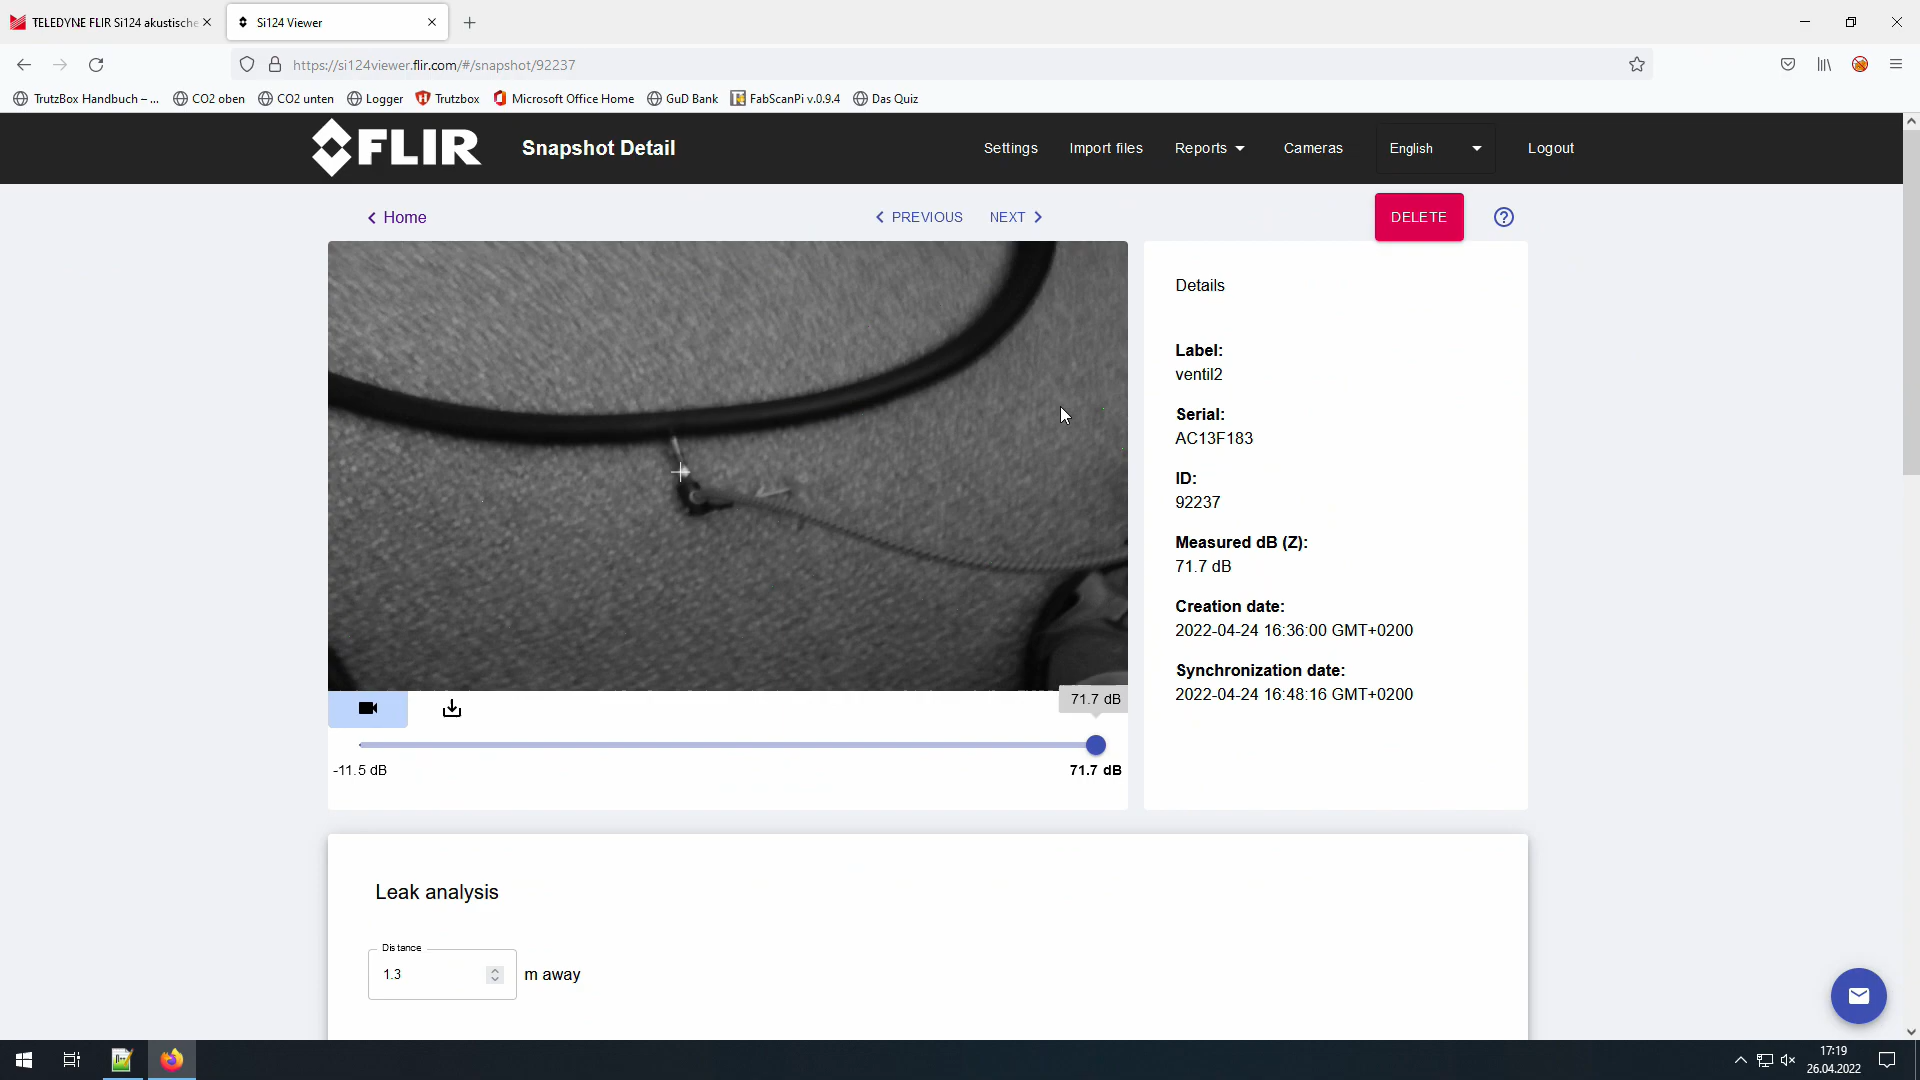 TELEDYNE FLIR Si124 akustische
Si124 Viewer
https://si124viewer.flir.com/#/snapshot/92237
TrutzBox Handbuch – ...
CO2 oben
CO2 unten
Logger
Trutzbox
Microsoft Office Home
GuD Bank
FabScanPi v.0.9.4
Das Quiz
FLIR
Snapshot Detail
Settings
Import files
Reports
Cameras
English
Logout
Home
PREVIOUS
NEXT
DELETE
Details
Label:
ventil2
Serial:
AC13F183
ID:
92237
Measured dB (Z):
71.7 dB
Creation date:
2022-04-24 16:36:00 GMT+0200
Synchronization date:
2022-04-24 16:48:16 GMT+0200
71.7 dB
-11.5 dB
71.7 dB
Leak analysis
Distance
1.3
m away
17:19
26.04.2022